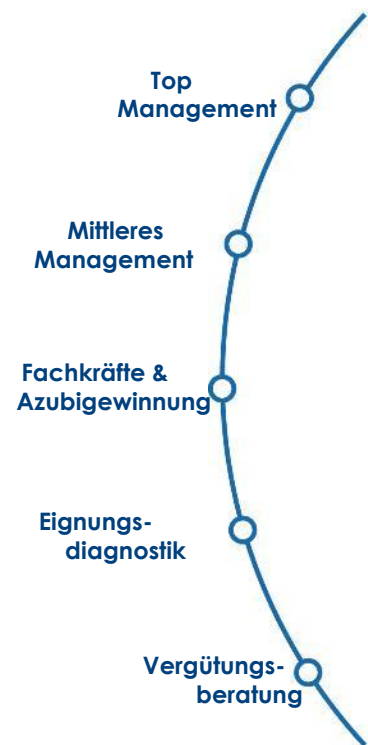 Top
Management
Mittleres
Management
Fachkräfte &
Azubigewinnung
Eignungs-
diagnostik
Vergütungs-
beratung